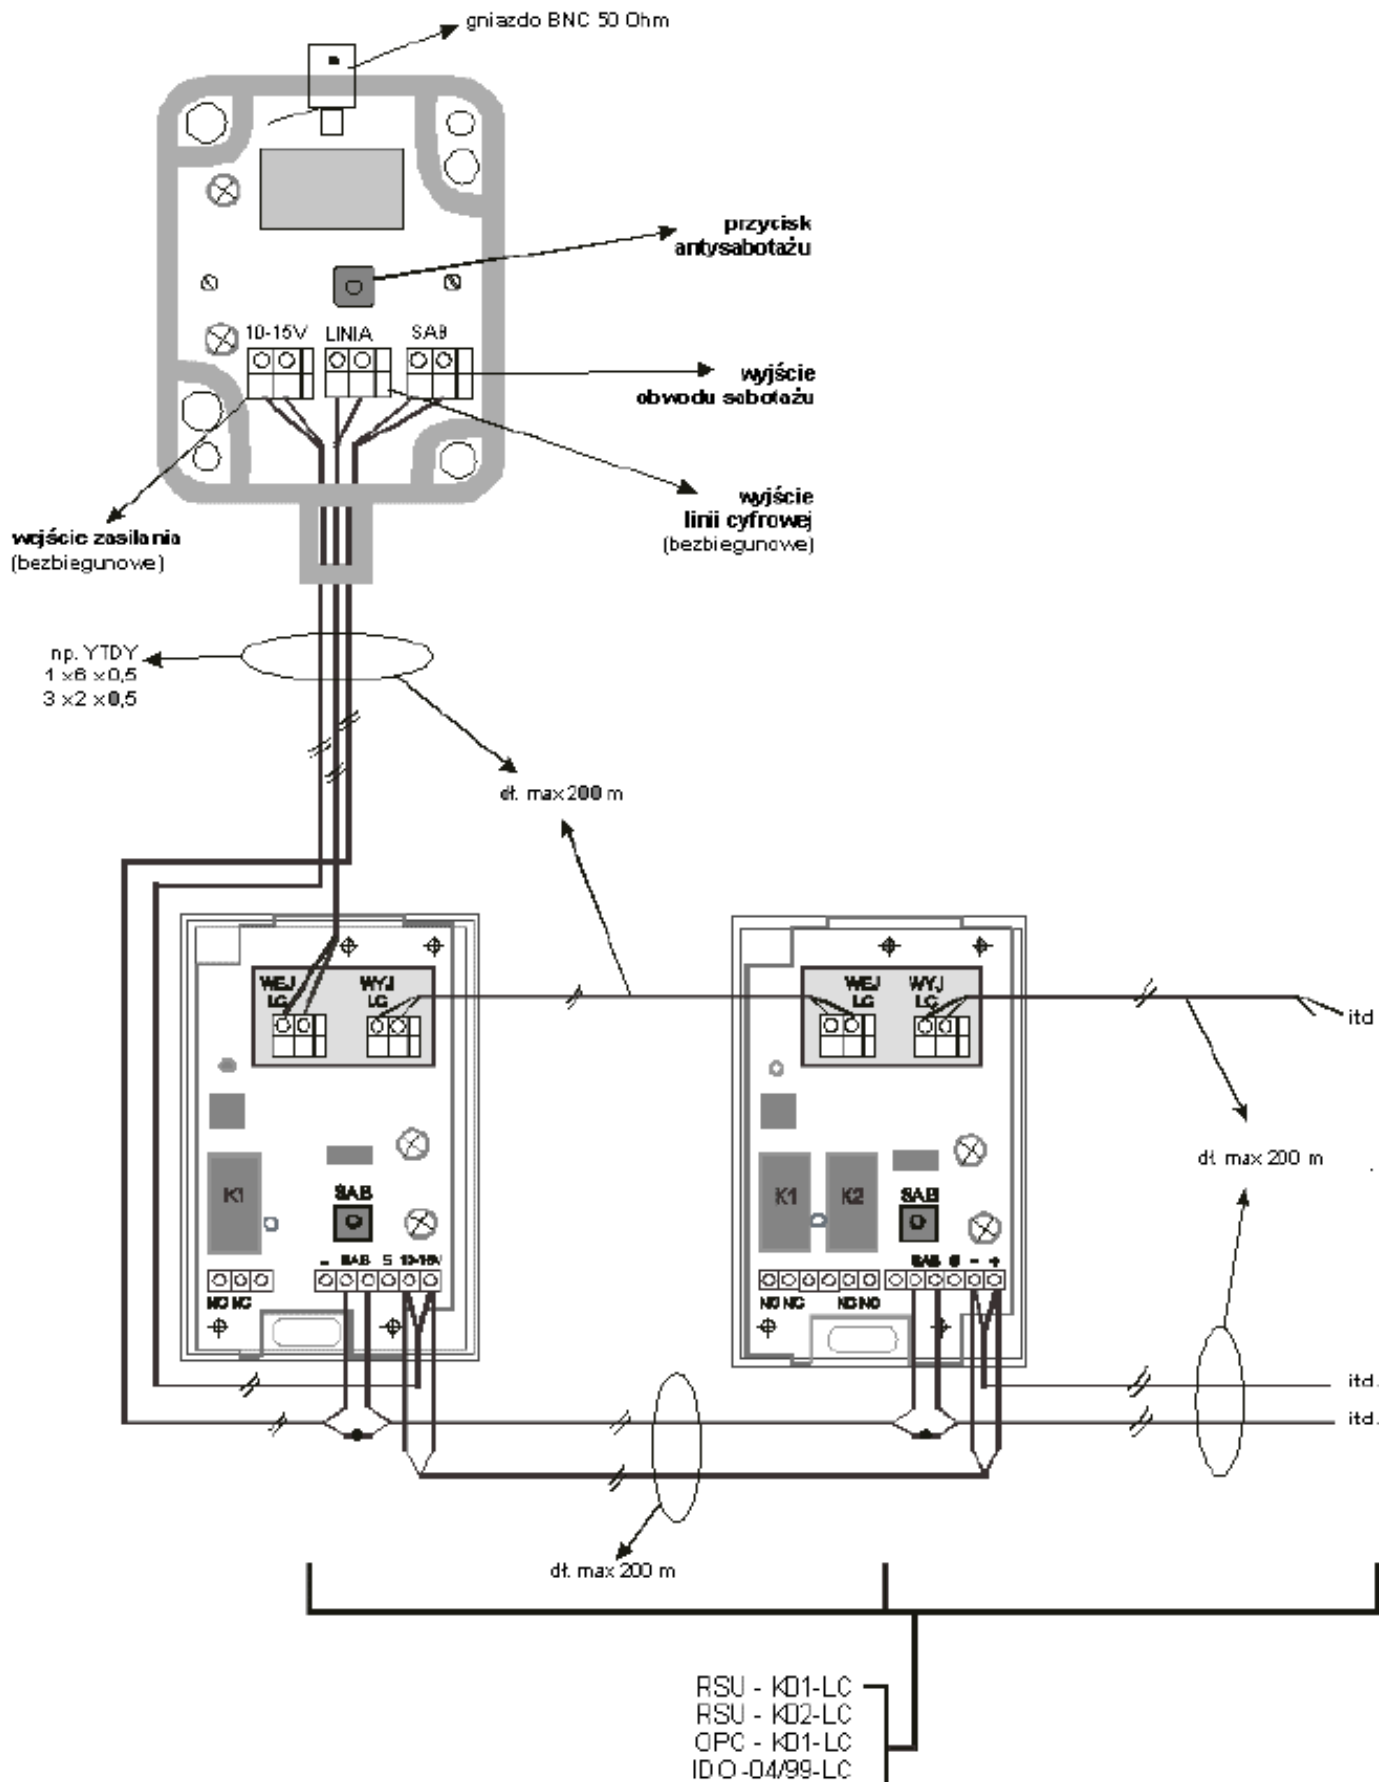 gniazdo BNC 50 Ohm
przycisk
antysabotażu
10-15V LINIA SAB
wyjście
obwodu sabotażu
wyjście
linii cyfrowej
(bezbiegunowe)
wejście zasilania
(bezbiegunowe)
np. YTDY
1 x6 x0,5
3 x2 x0,5
dł. max 200 m
WEJ WYJ
LC LC
WEJ WYJ
LC LC
itd
dł. max 200 m
K1
SAB
K1 K2
SAB
- SAB S 10-15V
NO NC
SAB S - +
NO NC NC NO
itd.
itd.
dł. max 200 m
RSU - KD1-LC
RSU - KD2-LC
OPC - KD1-LC
IDO-04/99-LC